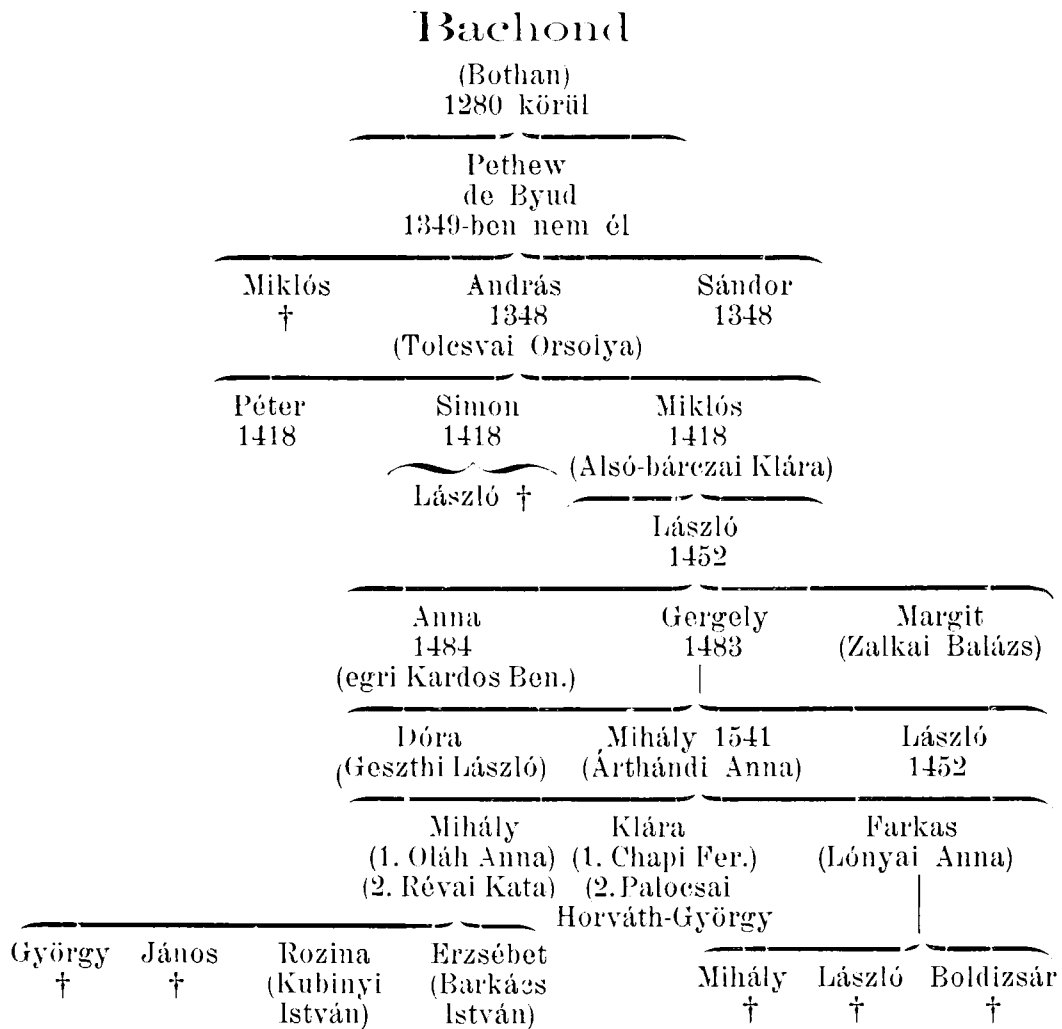 Bachond
(Bothan)
1280 körül
Pethew
de Byud
1349-ben nem él
Miklós András Sándor
† 1348 1348
(Tolcsvai Orsolya)
Péter Simon Miklós
1418 1418 1418
(Alsó-bárczai Klára)
László †
László
1452
Anna Gergely Margit
1484 1483 (Zalkai Balázs)
(egri Kardos Ben.)
Dóra Mihály 1541 László
(Geszthi László) (Árthándi Anna) 1452
Mihály Klára Farkas
(1. Oláh Anna) (1. Chapi Fer.) (Lónyai Anna)
(2. Révai Kata) (2. Palocsai
Horváth-György
György János Rozina Erzsébet
† † (Kubinyi (Barkács
István) István)
Mihály László Boldizsár
† † †